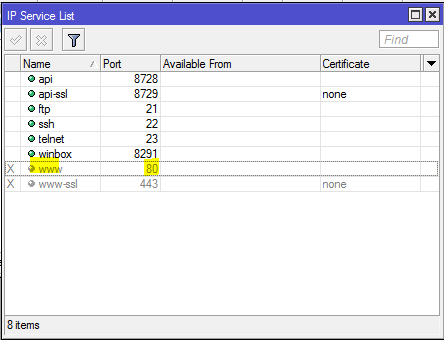 IP Service List
Find
Name Port Available From Certificate
api 8728
api-ssl 8729 none
ftp 21
ssh 22
telnet 23
winbox 8291
X www 80
X www-ssl 443 none
8 items